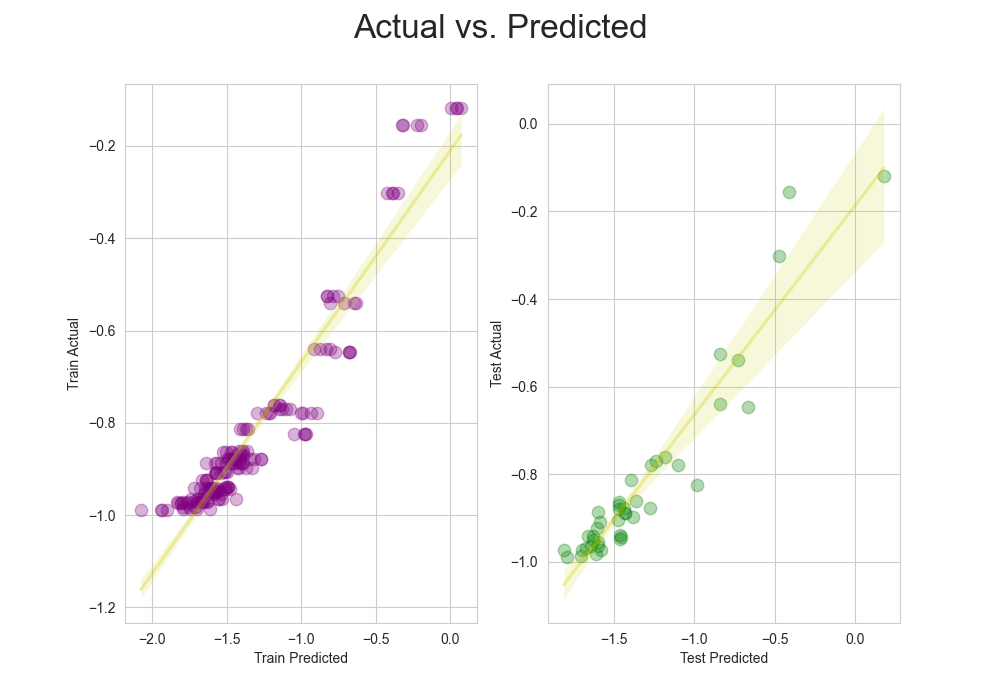 Actual vs. Predicted
Train Actual
−0.2
−0.4
−0.6
−0.8
−1.0
−1.2
−2.0 −1.5 −1.0 −0.5 0.0
Train Predicted
Test Actual
0.0
−0.2
−0.4
−0.6
−0.8
−1.0
−1.5 −1.0 −0.5 0.0
Test Predicted